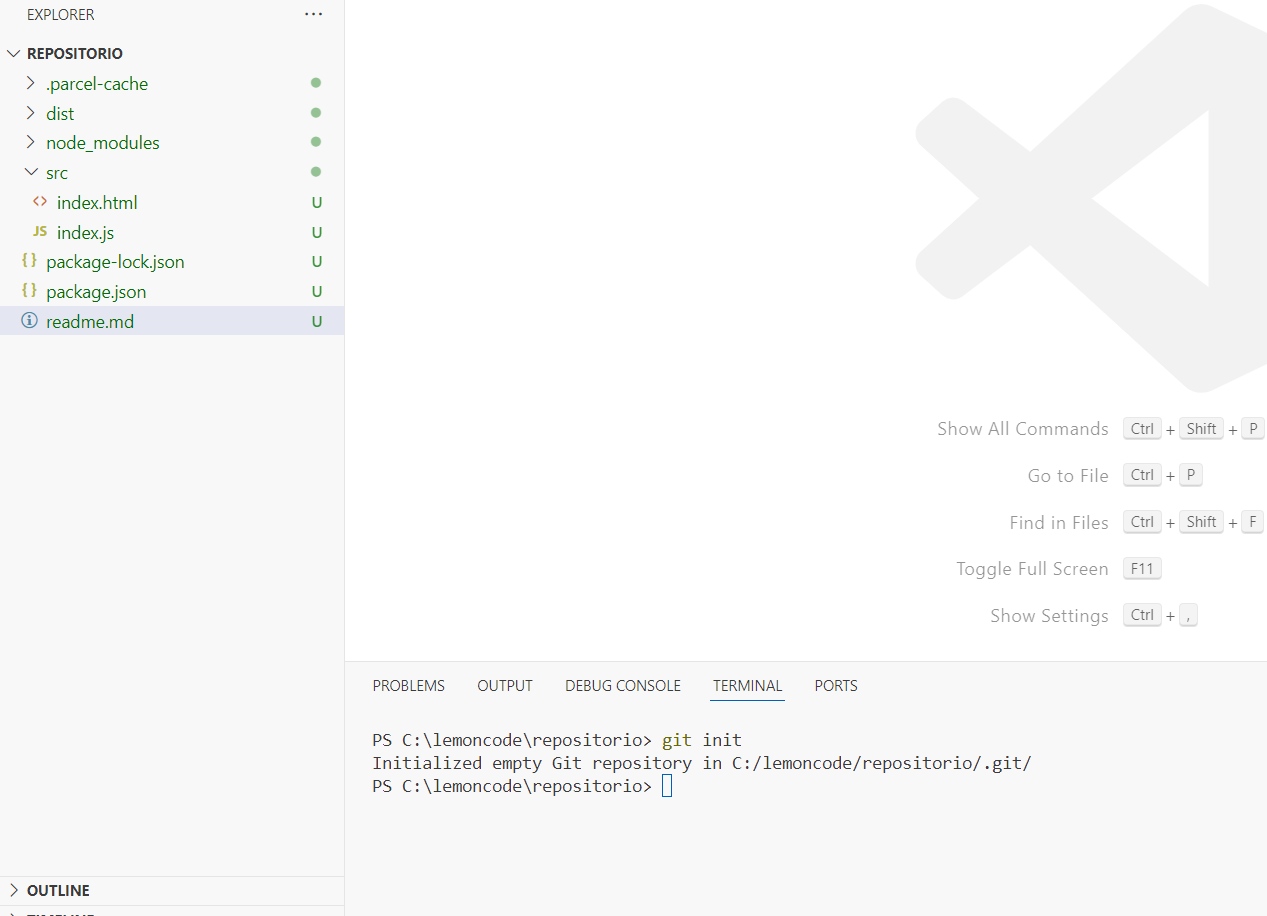 EXPLORER ...
REPOSITORIO
.parcel-cache
dist
node_modules
src
<> index.html U
JS index.js U
{} package-lock.json U
{} package.json U
readme.md U
OUTLINE
TIMELINE
Show All Commands Ctrl + Shift + P
Go to File Ctrl + P
Find in Files Ctrl + Shift + F
Toggle Full Screen F11
Show Settings Ctrl + ,
PROBLEMS OUTPUT DEBUG CONSOLE TERMINAL PORTS
PS C:\lemoncode\repositorio> git init
Initialized empty Git repository in C:/lemoncode/repositorio/.git/
PS C:\lemoncode\repositorio>